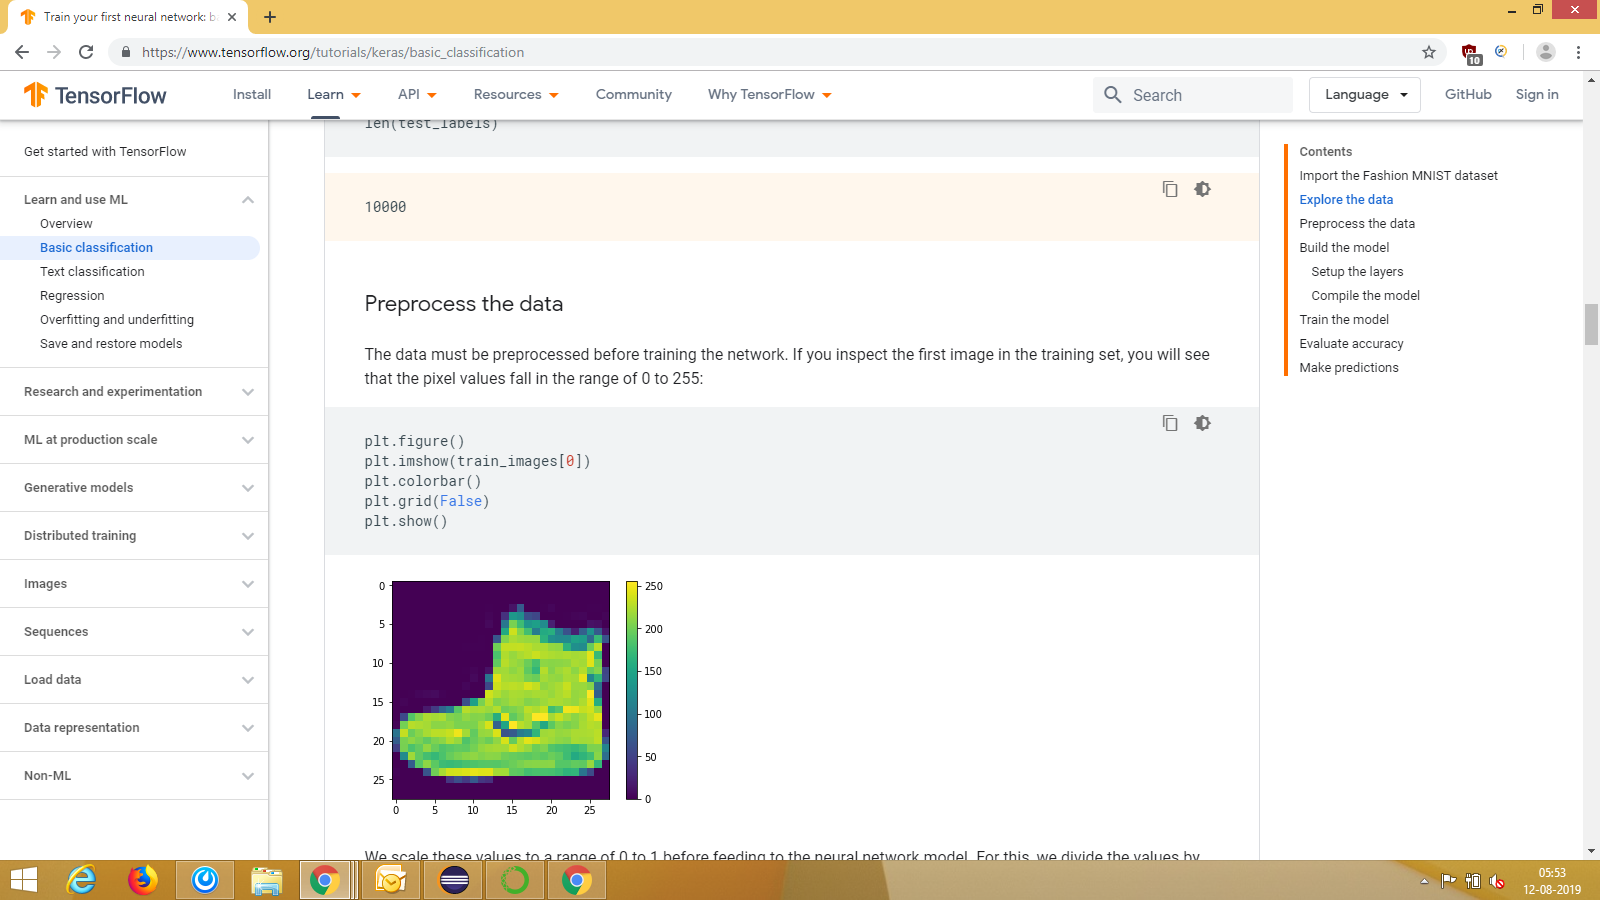 Train your first neural network: b
https://www.tensorflow.org/tutorials/keras/basic_classification
10
TensorFlow
Install
Learn
API
Resources
Community
Why TensorFlow
Search
Language
GitHub
Sign in
Get started with TensorFlow
Learn and use ML
Overview
Basic classification
Text classification
Regression
Overfitting and underfitting
Save and restore models
Research and experimentation
ML at production scale
Generative models
Distributed training
Images
Sequences
Load data
Data representation
Non-ML
len(test_labels)
10000
Preprocess the data
The data must be preprocessed before training the network. If you inspect the first image in the training set, you will see
that the pixel values fall in the range of 0 to 255:
plt.figure()
plt.imshow(train_images[0])
plt.colorbar()
plt.grid(False)
plt.show()
0
5
10
15
20
25
0 5 10 15 20 25
250
200
150
100
50
0
We scale these values to a range of 0 to 1 before feeding to the neural network model. For this, we divide the values by
Contents
Import the Fashion MNIST dataset
Explore the data
Preprocess the data
Build the model
Setup the layers
Compile the model
Train the model
Evaluate accuracy
Make predictions
05:53
12-08-2019